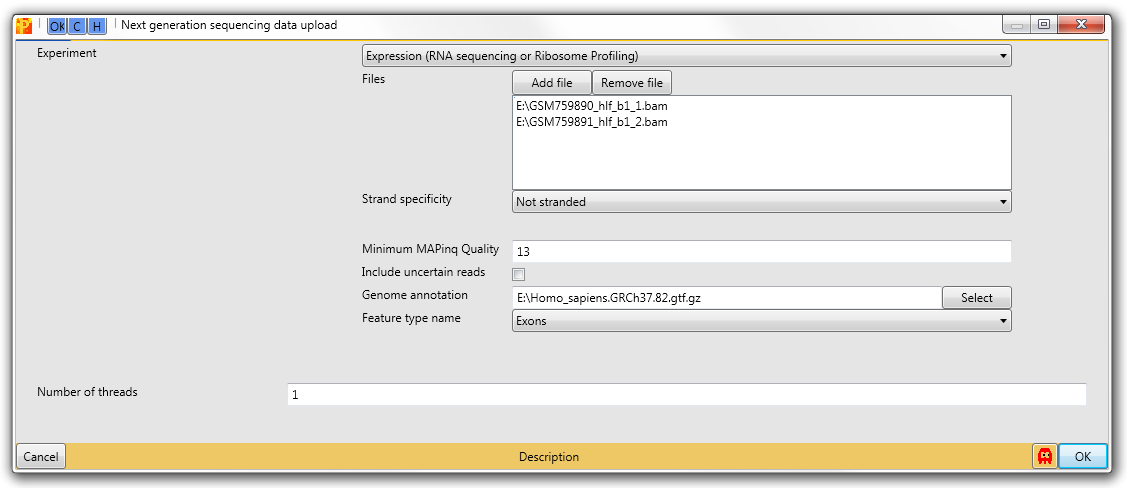 P OK C H Next generation sequencing data upload
Experiment
Expression (RNA sequencing or Ribosome Profiling)
Files
Add file Remove file
E:\GSM759890_hlf_b1_1.bam
E:\GSM759891_hlf_b1_2.bam
Strand specificity Not stranded
Minimum MAPinq Quality 13
Include uncertain reads
Genome annotation E:\Homo_sapiens.GRCh37.82.gtf.gz Select
Feature type name Exons
Number of threads 1
Cancel Description OK